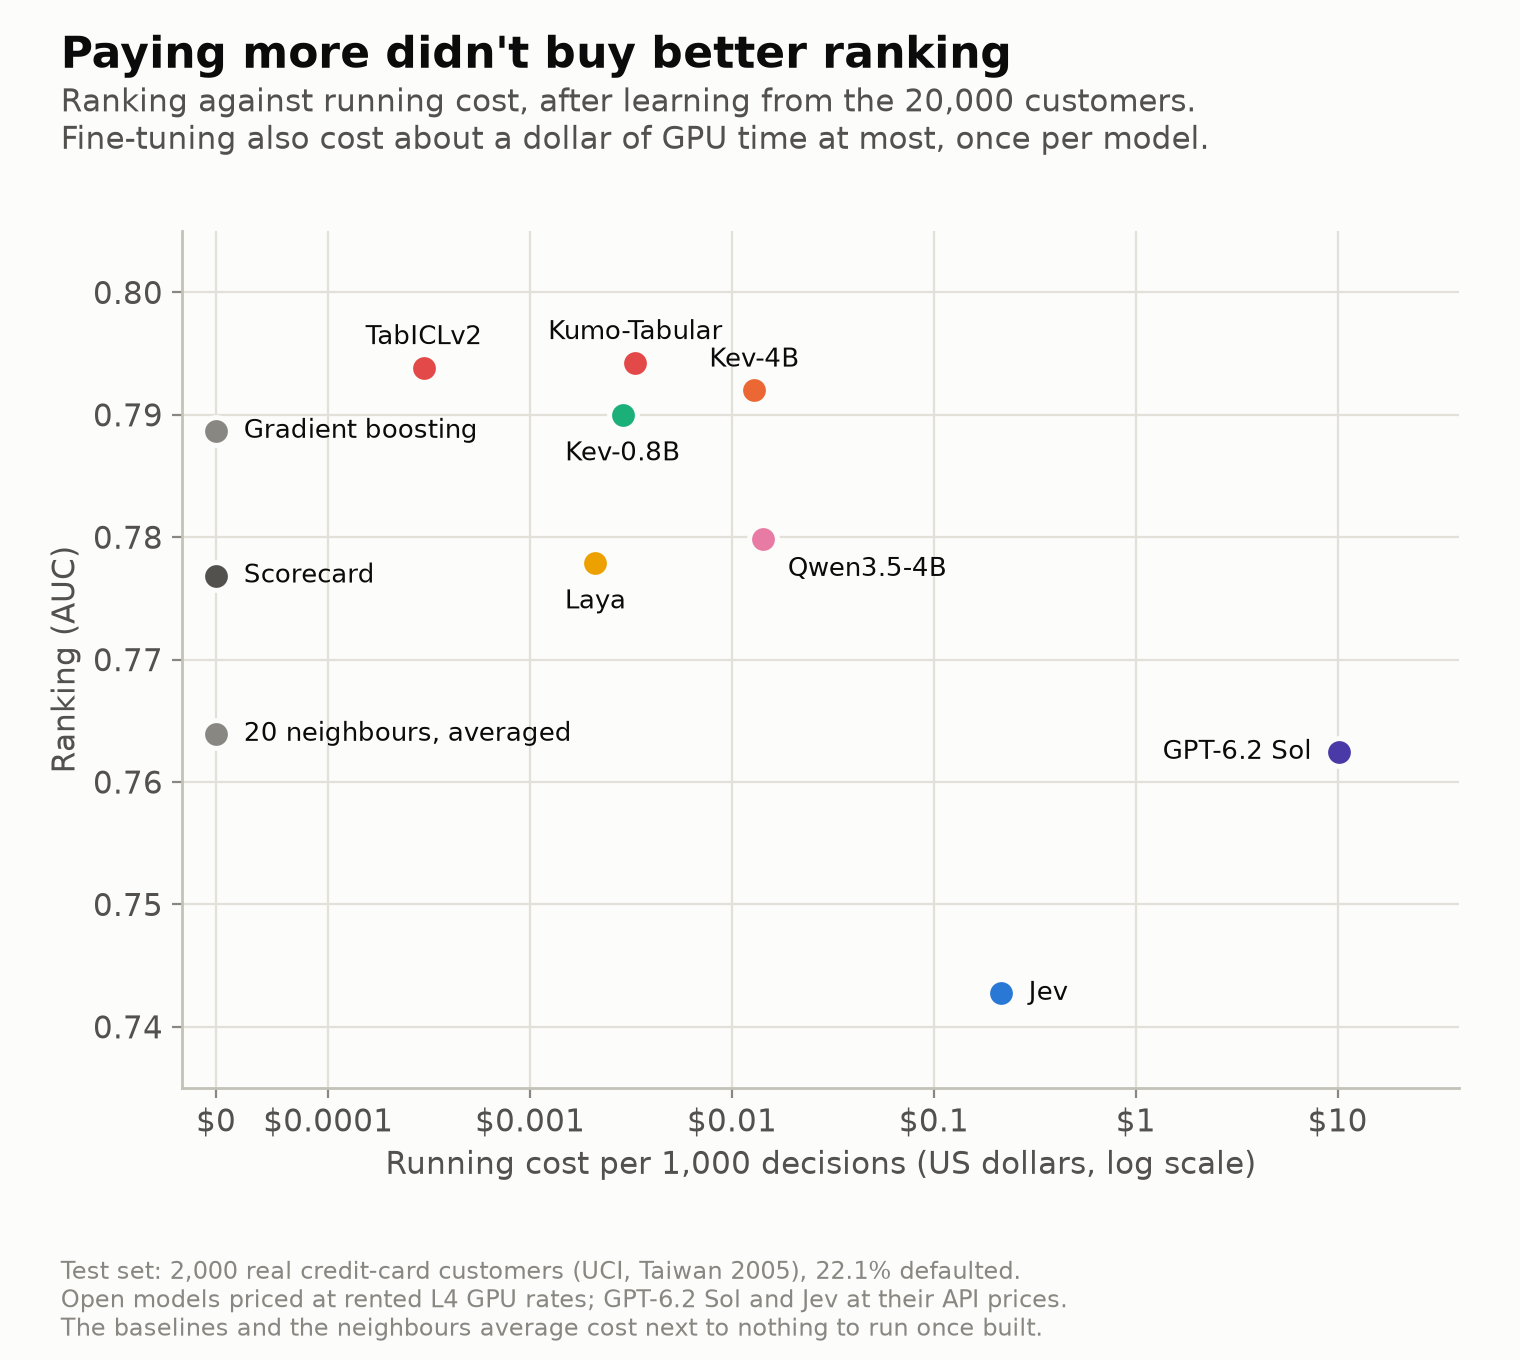 Paying more didn't buy better ranking
Ranking against running cost, after learning from the 20,000 customers.
Fine-tuning also cost about a dollar of GPU time at most, once per model.
Ranking (AUC)
0.80
0.79
0.78
0.77
0.76
0.75
0.74
TabICLv2
Kumo-Tabular
Kev-4B
Gradient boosting
Kev-0.8B
Qwen3.5-4B
Scorecard
Laya
20 neighbours, averaged
GPT-6.2 Sol
Jev
$0 $0.0001 $0.001 $0.01 $0.1 $1 $10
Running cost per 1,000 decisions (US dollars, log scale)
Test set: 2,000 real credit-card customers (UCI, Taiwan 2005), 22.1% defaulted.
Open models priced at rented L4 GPU rates; GPT-6.2 Sol and Jev at their API prices.
The baselines and the neighbours average cost next to nothing to run once built.